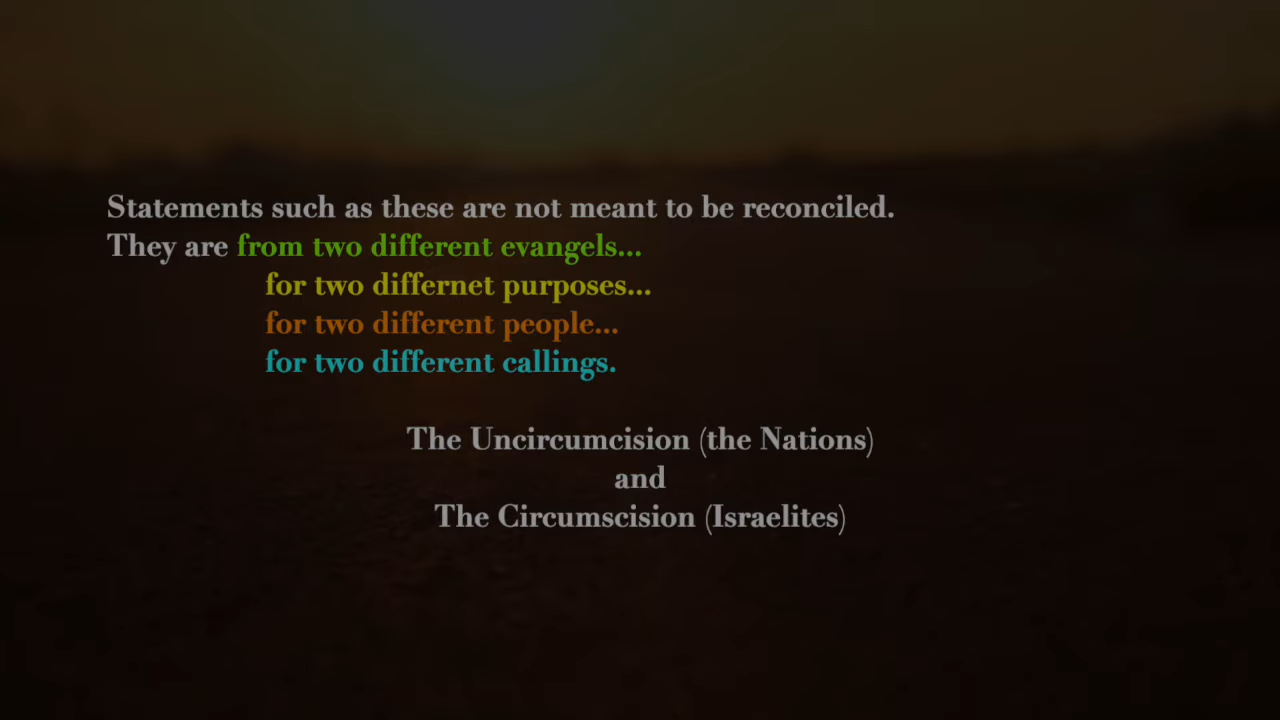 Statements such as these are not meant to be reconciled.
They are from two different evangels...
for two differnet purposes...
for two different people...
for two different callings.
The Uncircumcision (the Nations)
and
The Circumscision (Israelites)